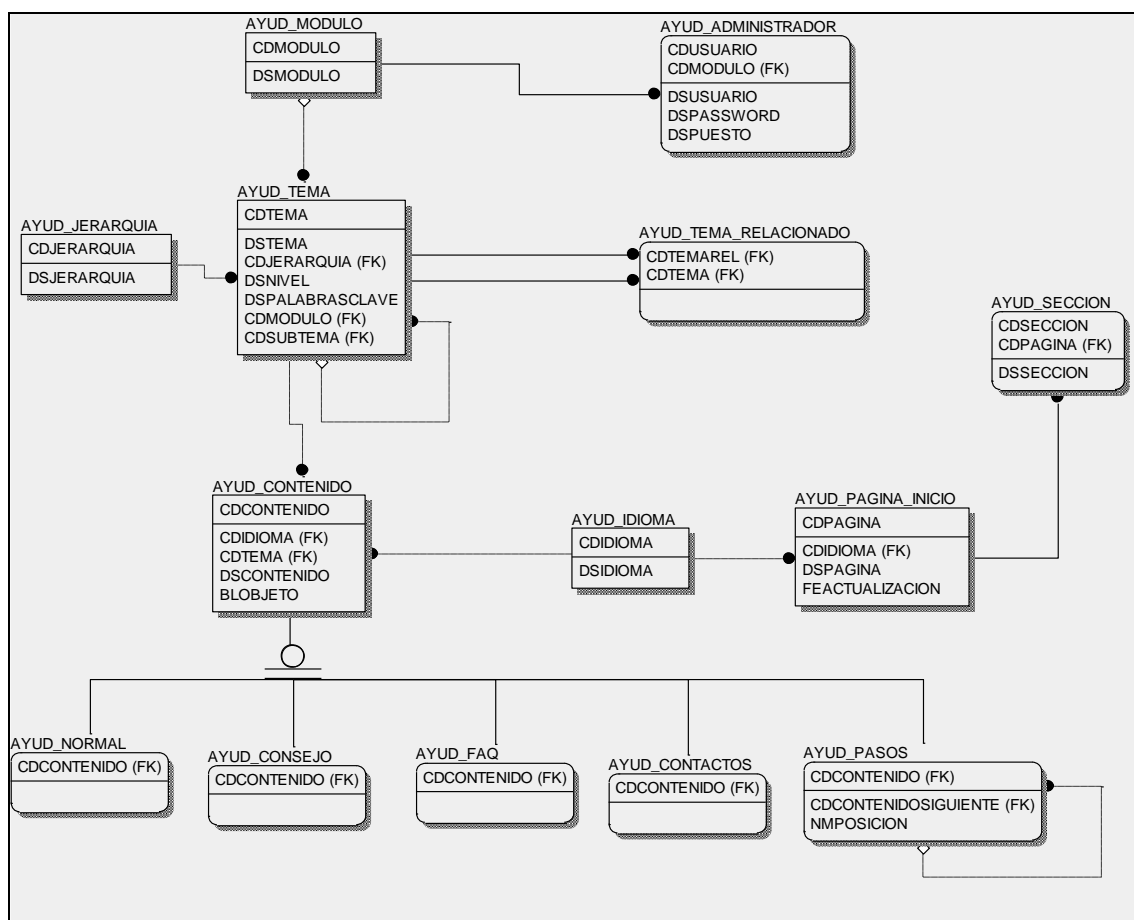 AYUD_MODULO
CDMODULO
DSMODULO
AYUD_ADMINISTRADOR
CDUSUARIO
CDMODULO (FK)
DSUSUARIO
DSPASSWORD
DSPUESTO
AYUD_TEMA
CDTEMA
DSTEMA
CDJERARQUIA (FK)
DSNIVEL
DSPALABRASCLAVE
CDMODULO (FK)
CDSUBTEMA (FK)
AYUD_JERARQUIA
CDJERARQUIA
DSJERARQUIA
AYUD_TEMA_RELACIONADO
CDTEMAREL (FK)
CDTEMA (FK)
AYUD_SECCION
CDSECCION
CDPAGINA (FK)
DSSECCION
AYUD_CONTENIDO
CDCONTENIDO
CDIDIOMA (FK)
CDTEMA (FK)
DSCONTENIDO
BLOBJETO
AYUD_IDIOMA
CDIDIOMA
DSIDIOMA
AYUD_PAGINA_INICIO
CDPAGINA
CDIDIOMA (FK)
DSPAGINA
FEACTUALIZACION
AYUD_NORMAL
CDCONTENIDO (FK)
AYUD_CONSEJO
CDCONTENIDO (FK)
AYUD_FAQ
CDCONTENIDO (FK)
AYUD_CONTACTOS
CDCONTENIDO (FK)
AYUD_PASOS
CDCONTENIDO (FK)
CDCONTENIDOSIGUIENTE (FK)
NMPOSICION